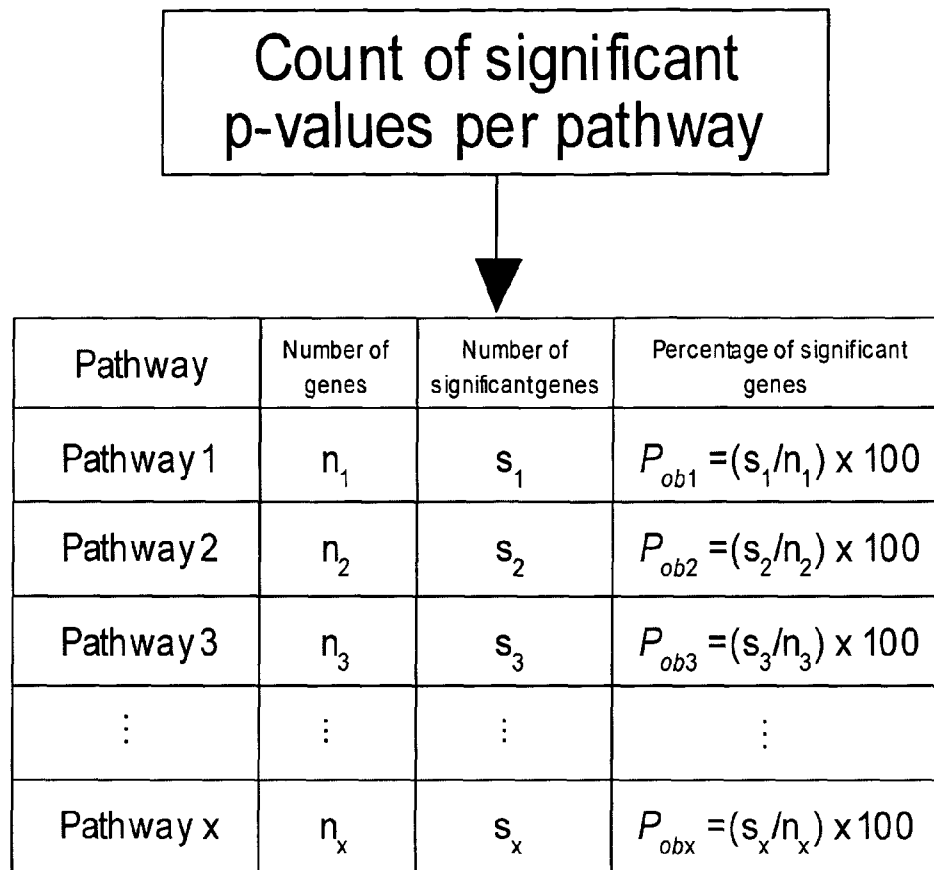 Count of significant
p-values per pathway
Pathway Number of genes Number of significantgenes Percentage of significant genes
Pathway 1 n₁ s₁ Pob1 =(s₁/n₁) x 100
Pathway 2 n₂ s₂ Pob2 =(s₂/n₂) x 100
Pathway 3 n₃ s₃ Pob3 =(s₃/n₃) x 100
⋮ ⋮ ⋮ ⋮
Pathway x nₓ sₓ Pobx =(sₓ/nₓ) x 100